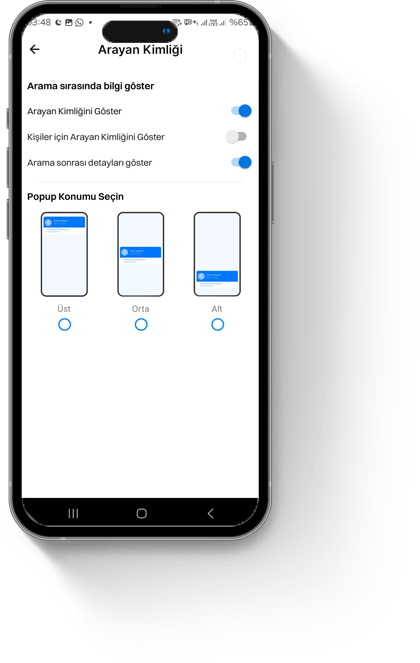 03:48 %65
Arayan Kimliği
Arama sırasında bilgi göster
Arayan Kimliğini Göster
Kişiler için Arayan Kimliğini Göster
Arama sonrası detayları göster
Popup Konumu Seçin
Üst Orta Alt